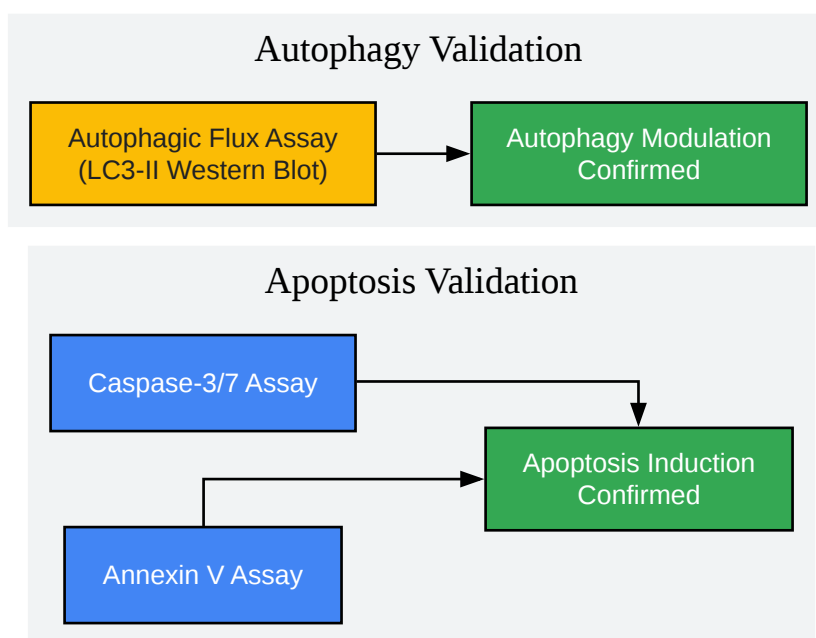 Autophagy Validation
Autophagic Flux Assay
(LC3-II Western Blot)
Autophagy Modulation
Confirmed
Apoptosis Validation
Caspase-3/7 Assay
Apoptosis Induction
Confirmed
Annexin V Assay